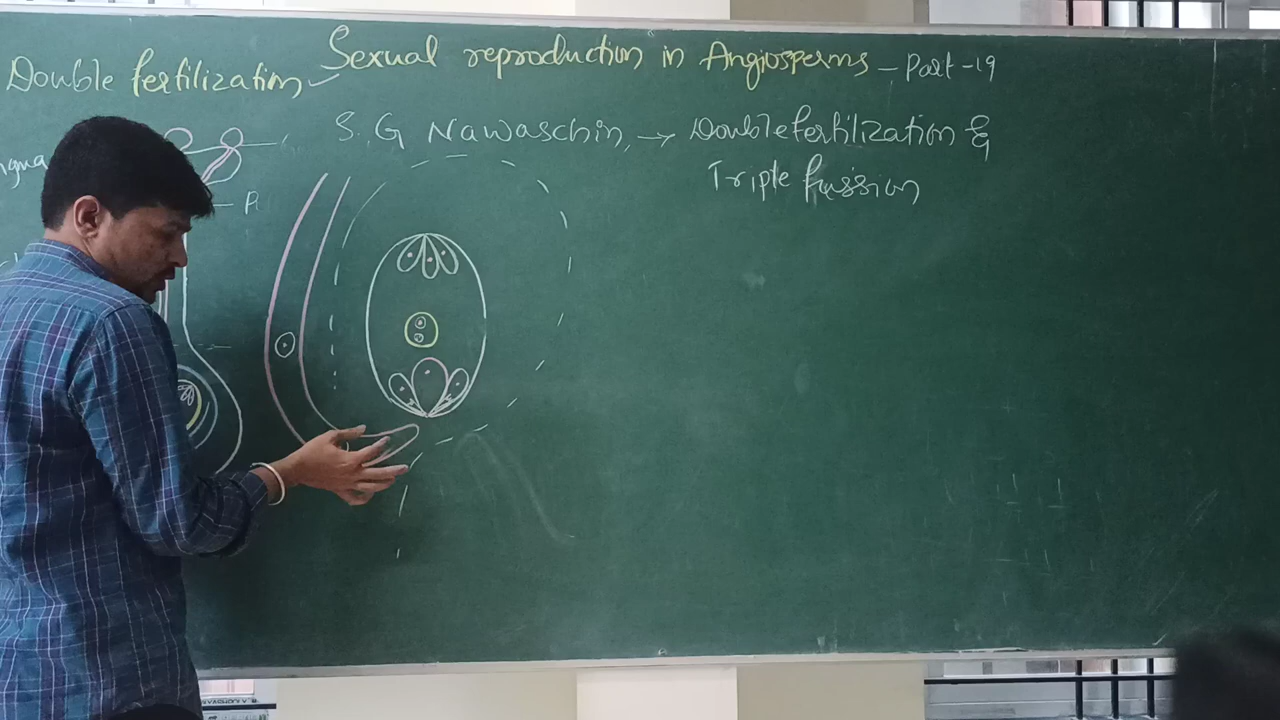 Sexual reproduction in Angiosperms - Part-19
Double fertilization
S.G Nawaschin, → Double fertilization &
Triple fussion